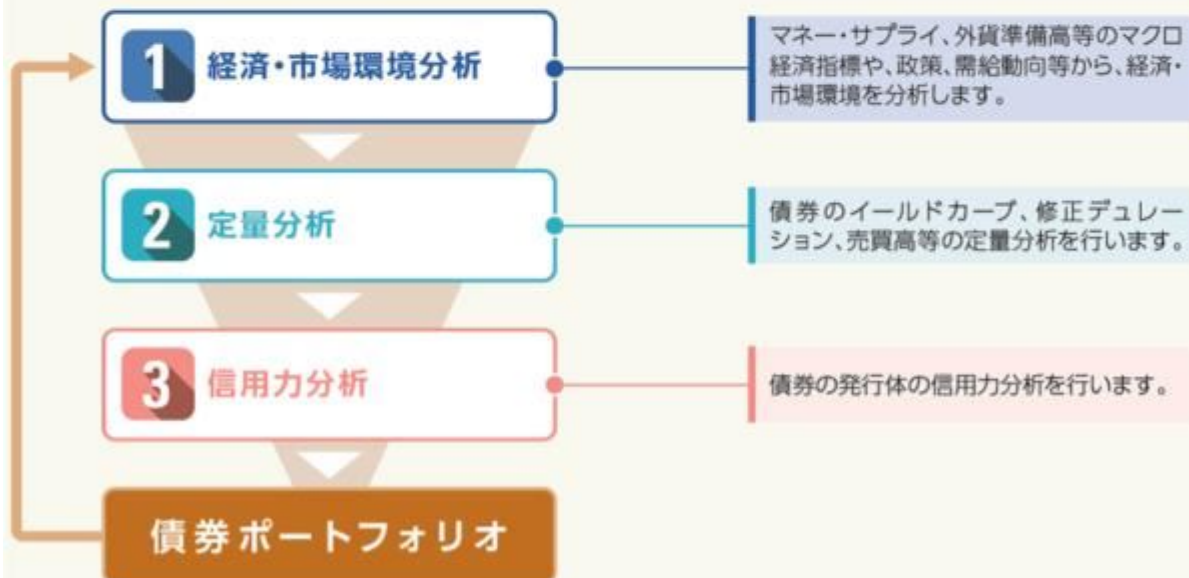 1 経済・市場環境分析
マネー・サプライ、外貨準備高等のマクロ
経済指標や、政策、需給動向等から、経済・
市場環境を分析します。
2 定量分析
債券のイールドカーブ、修正デュレー
ション、売買高等の定量分析を行います。
3 信用力分析
債券の発行体の信用力分析を行います。
債券ポートフォリオ